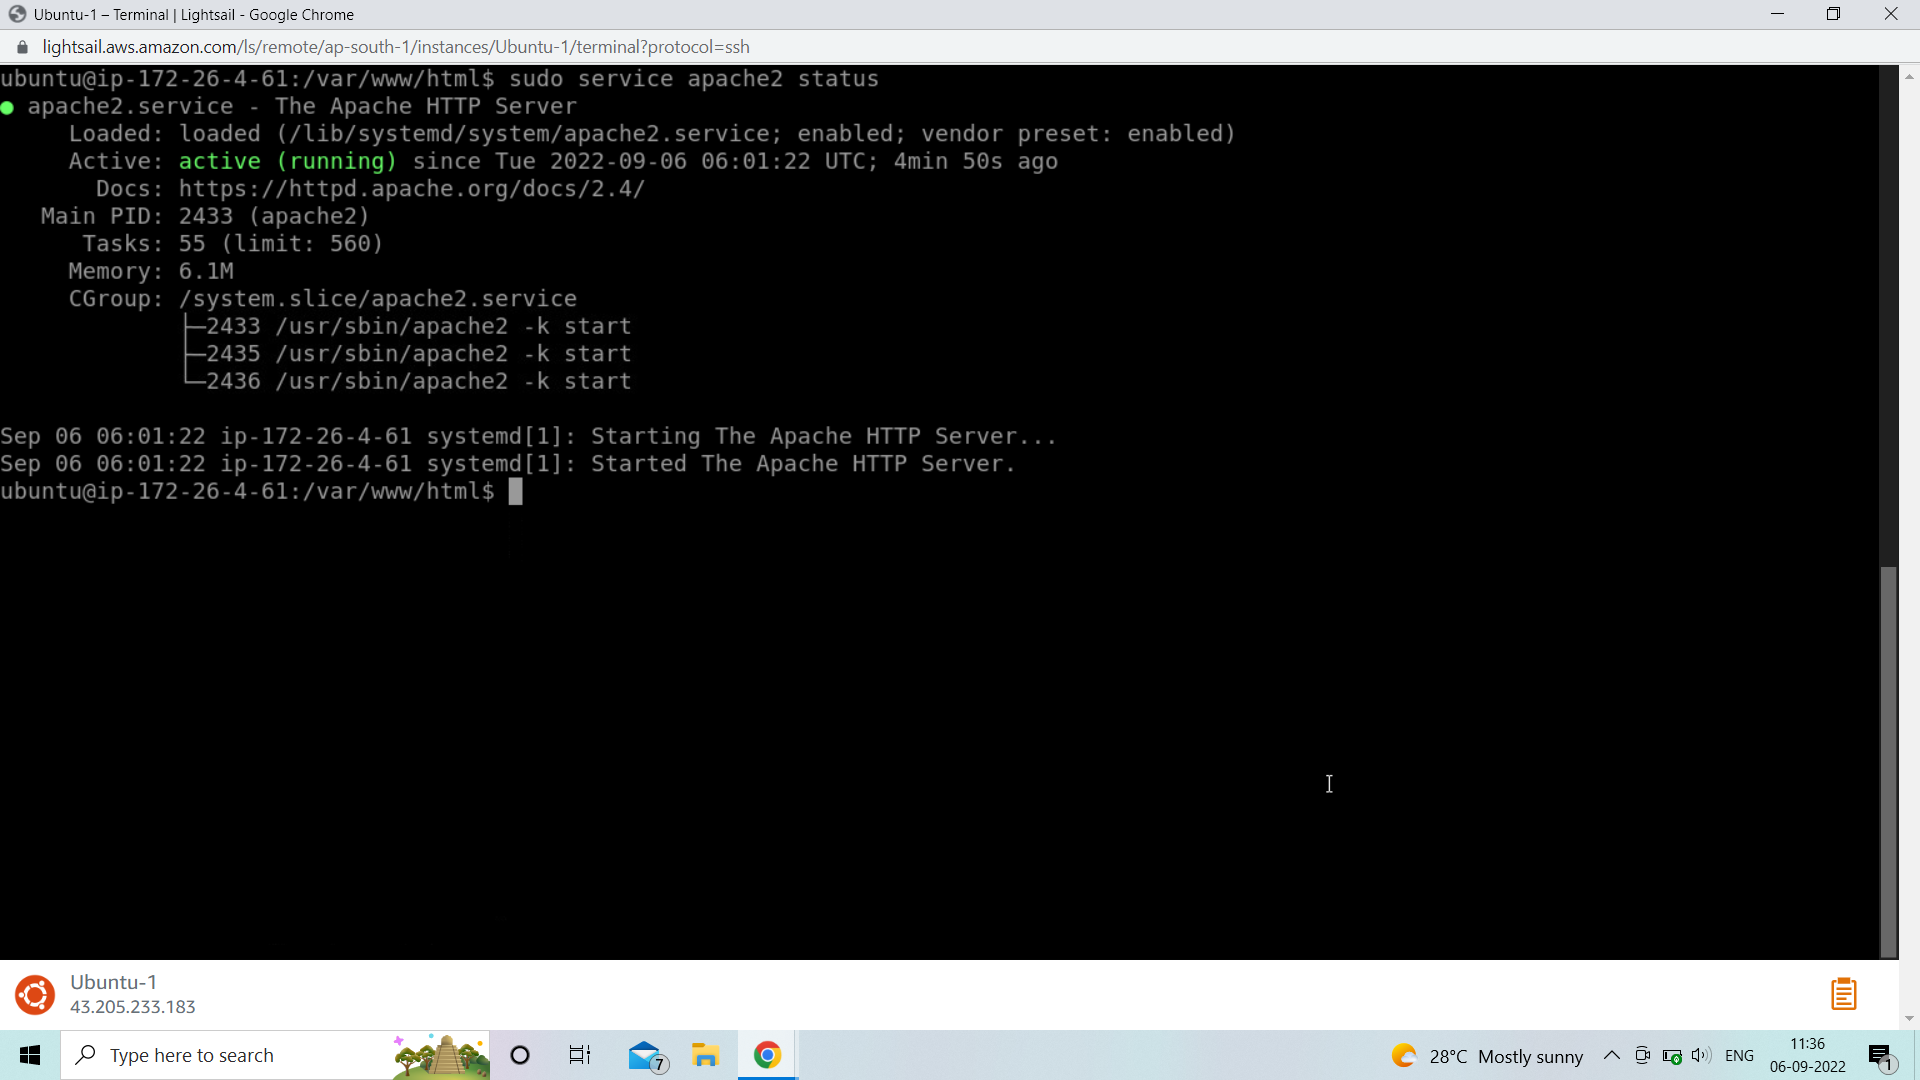 Ubuntu-1 – Terminal | Lightsail - Google Chrome
lightsail.aws.amazon.com/ls/remote/ap-south-1/instances/Ubuntu-1/terminal?protocol=ssh
ubuntu@ip-172-26-4-61:/var/www/html$ sudo service apache2 status
● apache2.service - The Apache HTTP Server
Loaded: loaded (/lib/systemd/system/apache2.service; enabled; vendor preset: enabled)
Active: active (running) since Tue 2022-09-06 06:01:22 UTC; 4min 50s ago
Docs: https://httpd.apache.org/docs/2.4/
Main PID: 2433 (apache2)
Tasks: 55 (limit: 560)
Memory: 6.1M
CGroup: /system.slice/apache2.service
├─2433 /usr/sbin/apache2 -k start
├─2435 /usr/sbin/apache2 -k start
└─2436 /usr/sbin/apache2 -k start
Sep 06 06:01:22 ip-172-26-4-61 systemd[1]: Starting The Apache HTTP Server...
Sep 06 06:01:22 ip-172-26-4-61 systemd[1]: Started The Apache HTTP Server.
ubuntu@ip-172-26-4-61:/var/www/html$
Ubuntu-1
43.205.233.183
Type here to search
7
28°C Mostly sunny
ENG
11:36
06-09-2022
1